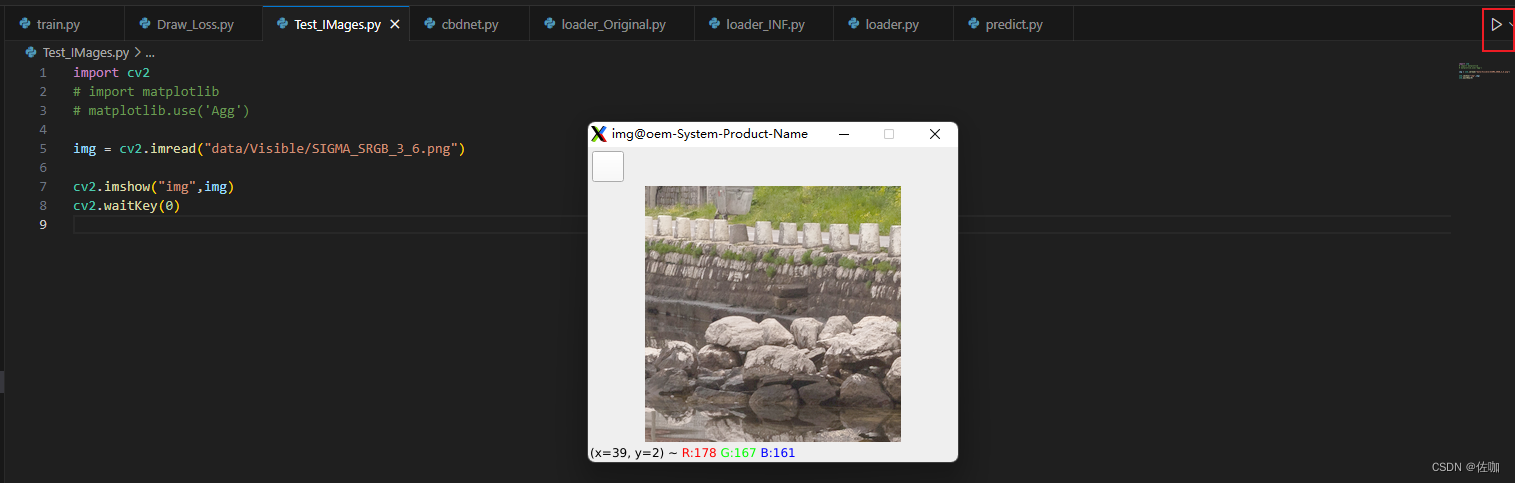 train.py Draw_Loss.py Test_IMages.py cbdnet.py loader_Original.py loader_INF.py loader.py predict.py
Test_IMages.py > ...
1 import cv2
2 # import matplotlib
3 # matplotlib.use('Agg')
4
5 img = cv2.imread("data/Visible/SIGMA_SRGB_3_6.png")
6
7 cv2.imshow("img",img)
8 cv2.waitKey(0)
9
img@oem-System-Product-Name
(x=39, y=2) ~ R:178 G:167 B:161
CSDN @佐咖